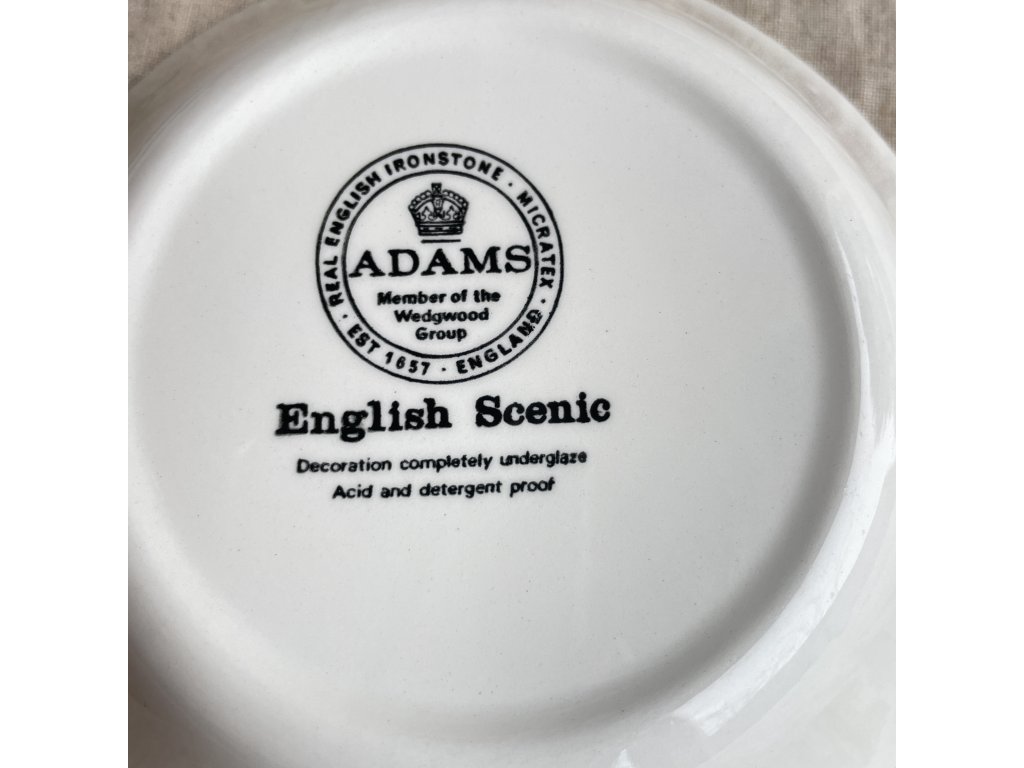 REAL ENGLISH IRONSTONE · MICRATEX ·
ADAMS
Member of the
Wedgwood
Group
· EST 1657 · ENGLAND
English Scenic
Decoration completely underglaze
Acid and detergent proof